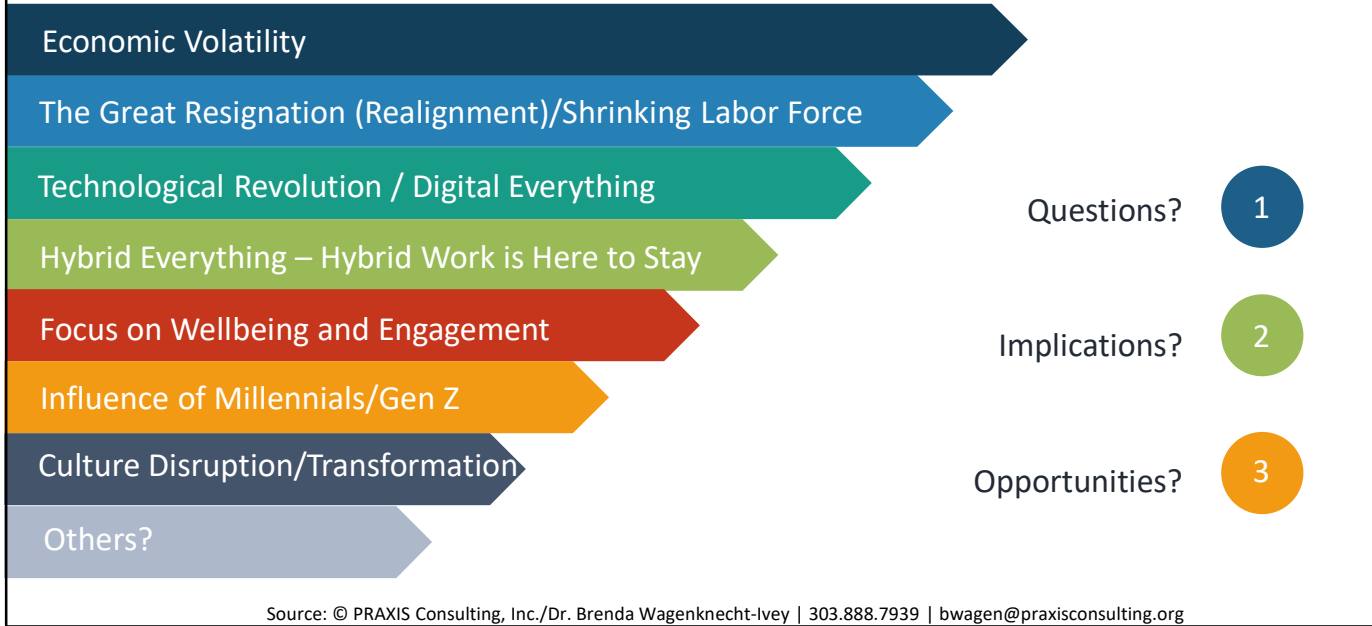 Economic Volatility
The Great Resignation (Realignment)/Shrinking Labor Force
Technological Revolution / Digital Everything
Hybrid Everything – Hybrid Work is Here to Stay
Focus on Wellbeing and Engagement
Influence of Millennials/Gen Z
Culture Disruption/Transformation
Others?
Questions? 1
Implications? 2
Opportunities? 3
Source: © PRAXIS Consulting, Inc./Dr. Brenda Wagenknecht-Ivey | 303.888.7939 | bwagen@praxisconsulting.org